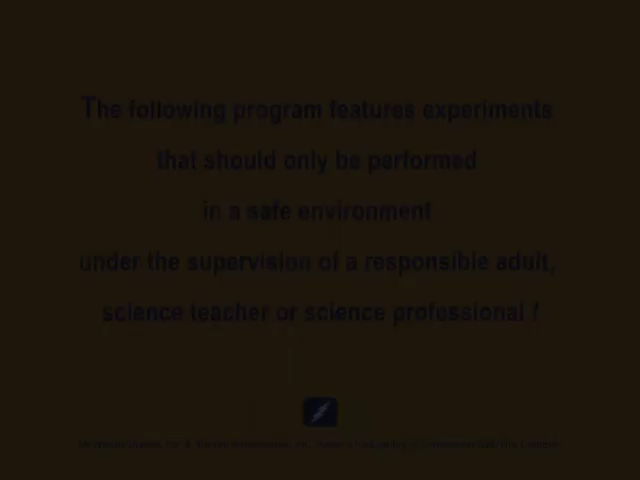 The following program features experiments
that should only be performed
in a safe environment
under the supervision of a responsible adult,
science teacher or science professional !